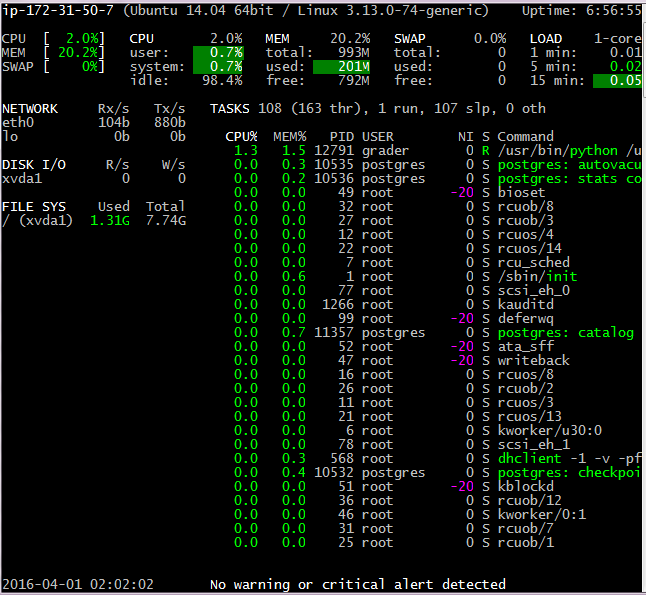 ip-172-31-50-7 (Ubuntu 14.04 64bit / Linux 3.13.0-74-generic) Uptime: 6:56:55
CPU [ 2.0%] CPU 2.0% MEM 20.2% SWAP 0.0% LOAD 1-core
MEM [ 20.2%] user: 0.7% total: 993M total: 0 1 min: 0.01
SWAP [ 0%] system: 0.7% used: 201M used: 0 5 min: 0.02
idle: 98.4% free: 792M free: 0 15 min: 0.05
NETWORK Rx/s Tx/s TASKS 108 (163 thr), 1 run, 107 slp, 0 oth
eth0 104b 880b
lo 0b 0b CPU% MEM% PID USER NI S Command
1.3 1.5 12791 grader 0 R /usr/bin/python /u
DISK I/O R/s W/s 0.0 0.3 10535 postgres 0 S postgres: autovacu
xvda1 0 0 0.0 0.2 10536 postgres 0 S postgres: stats co
0.0 0.0 49 root -20 S bioset
FILE SYS Used Total 0.0 0.0 32 root 0 S rcuob/8
/ (xvda1) 1.31G 7.74G 0.0 0.0 27 root 0 S rcuob/3
0.0 0.0 12 root 0 S rcuos/4
0.0 0.0 22 root 0 S rcuos/14
0.0 0.0 7 root 0 S rcu_sched
0.0 0.6 1 root 0 S /sbin/init
0.0 0.0 77 root 0 S scsi_eh_0
0.0 0.0 1266 root 0 S kauditd
0.0 0.0 99 root -20 S deferwq
0.0 0.7 11357 postgres 0 S postgres: catalog
0.0 0.0 52 root -20 S ata_sff
0.0 0.0 47 root -20 S writeback
0.0 0.0 16 root 0 S rcuos/8
0.0 0.0 26 root 0 S rcuob/2
0.0 0.0 11 root 0 S rcuos/3
0.0 0.0 21 root 0 S rcuos/13
0.0 0.0 6 root 0 S kworker/u30:0
0.0 0.0 78 root 0 S scsi_eh_1
0.0 0.3 568 root 0 S dhclient -1 -v -pf
0.0 0.4 10532 postgres 0 S postgres: checkpoi
0.0 0.0 51 root -20 S kblockd
0.0 0.0 36 root 0 S rcuob/12
0.0 0.0 46 root 0 S kworker/0:1
0.0 0.0 31 root 0 S rcuob/7
0.0 0.0 25 root 0 S rcuob/1
2016-04-01 02:02:02 No warning or critical alert detected